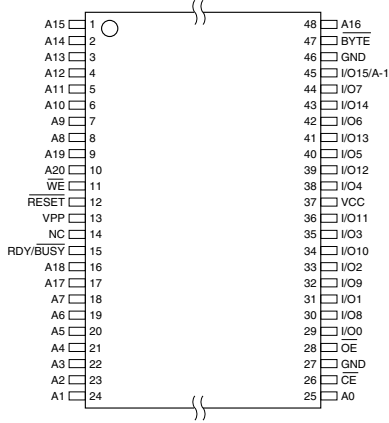 A15 1 48 A16
A14 2 47 BYTE
A13 3 46 GND
A12 4 45 I/O15/A-1
A11 5 44 I/O7
A10 6 43 I/O14
A9 7 42 I/O6
A8 8 41 I/O13
A19 9 40 I/O5
A20 10 39 I/O12
WE 11 38 I/O4
RESET 12 37 VCC
VPP 13 36 I/O11
NC 14 35 I/O3
RDY/BUSY 15 34 I/O10
A18 16 33 I/O2
A17 17 32 I/O9
A7 18 31 I/O1
A6 19 30 I/O8
A5 20 29 I/O0
A4 21 28 OE
A3 22 27 GND
A2 23 26 CE
A1 24 25 A0